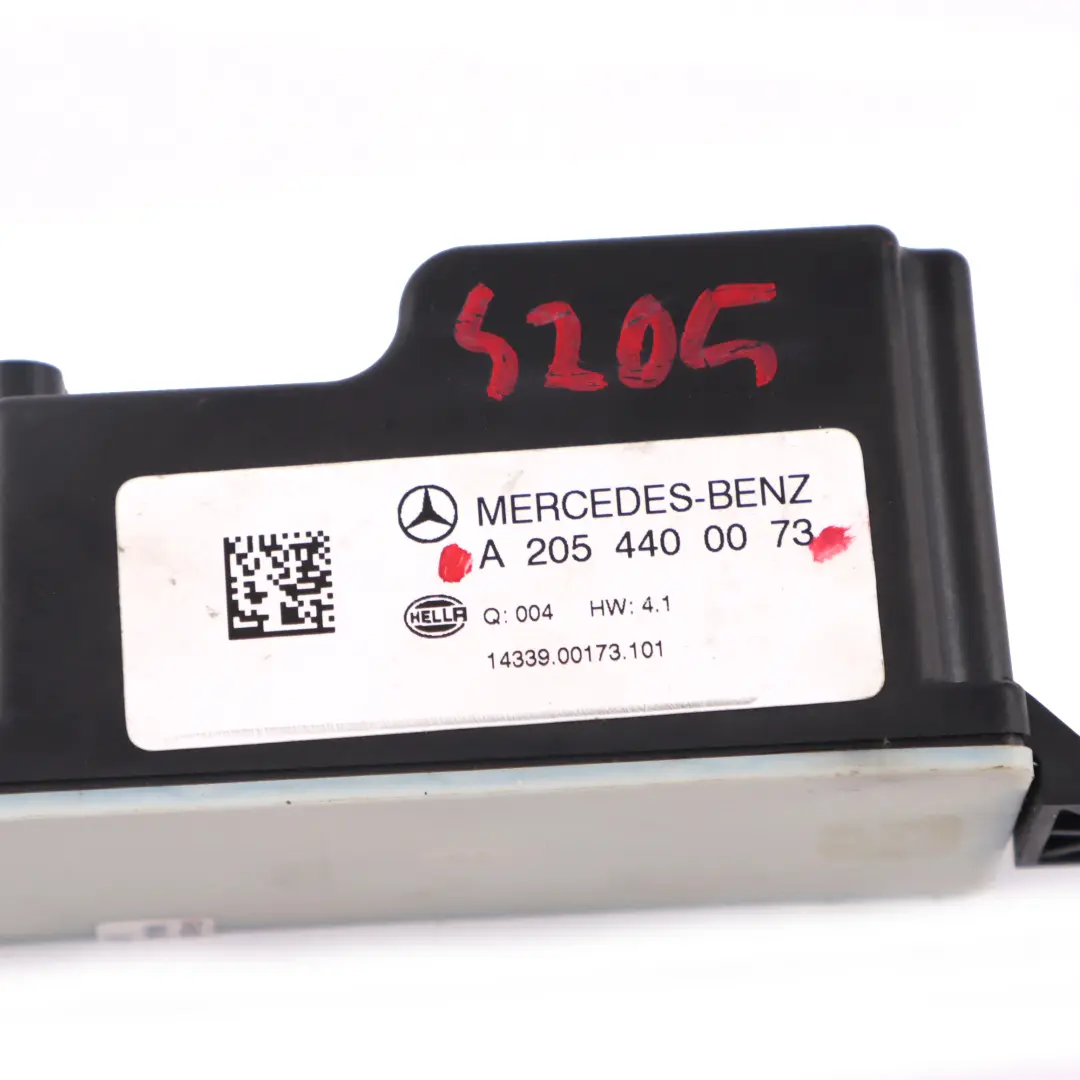 S205
MERCEDES-BENZ
A 205 440 00 73
HELLA
Q: 004 HW: 4.1
14339.00173.101